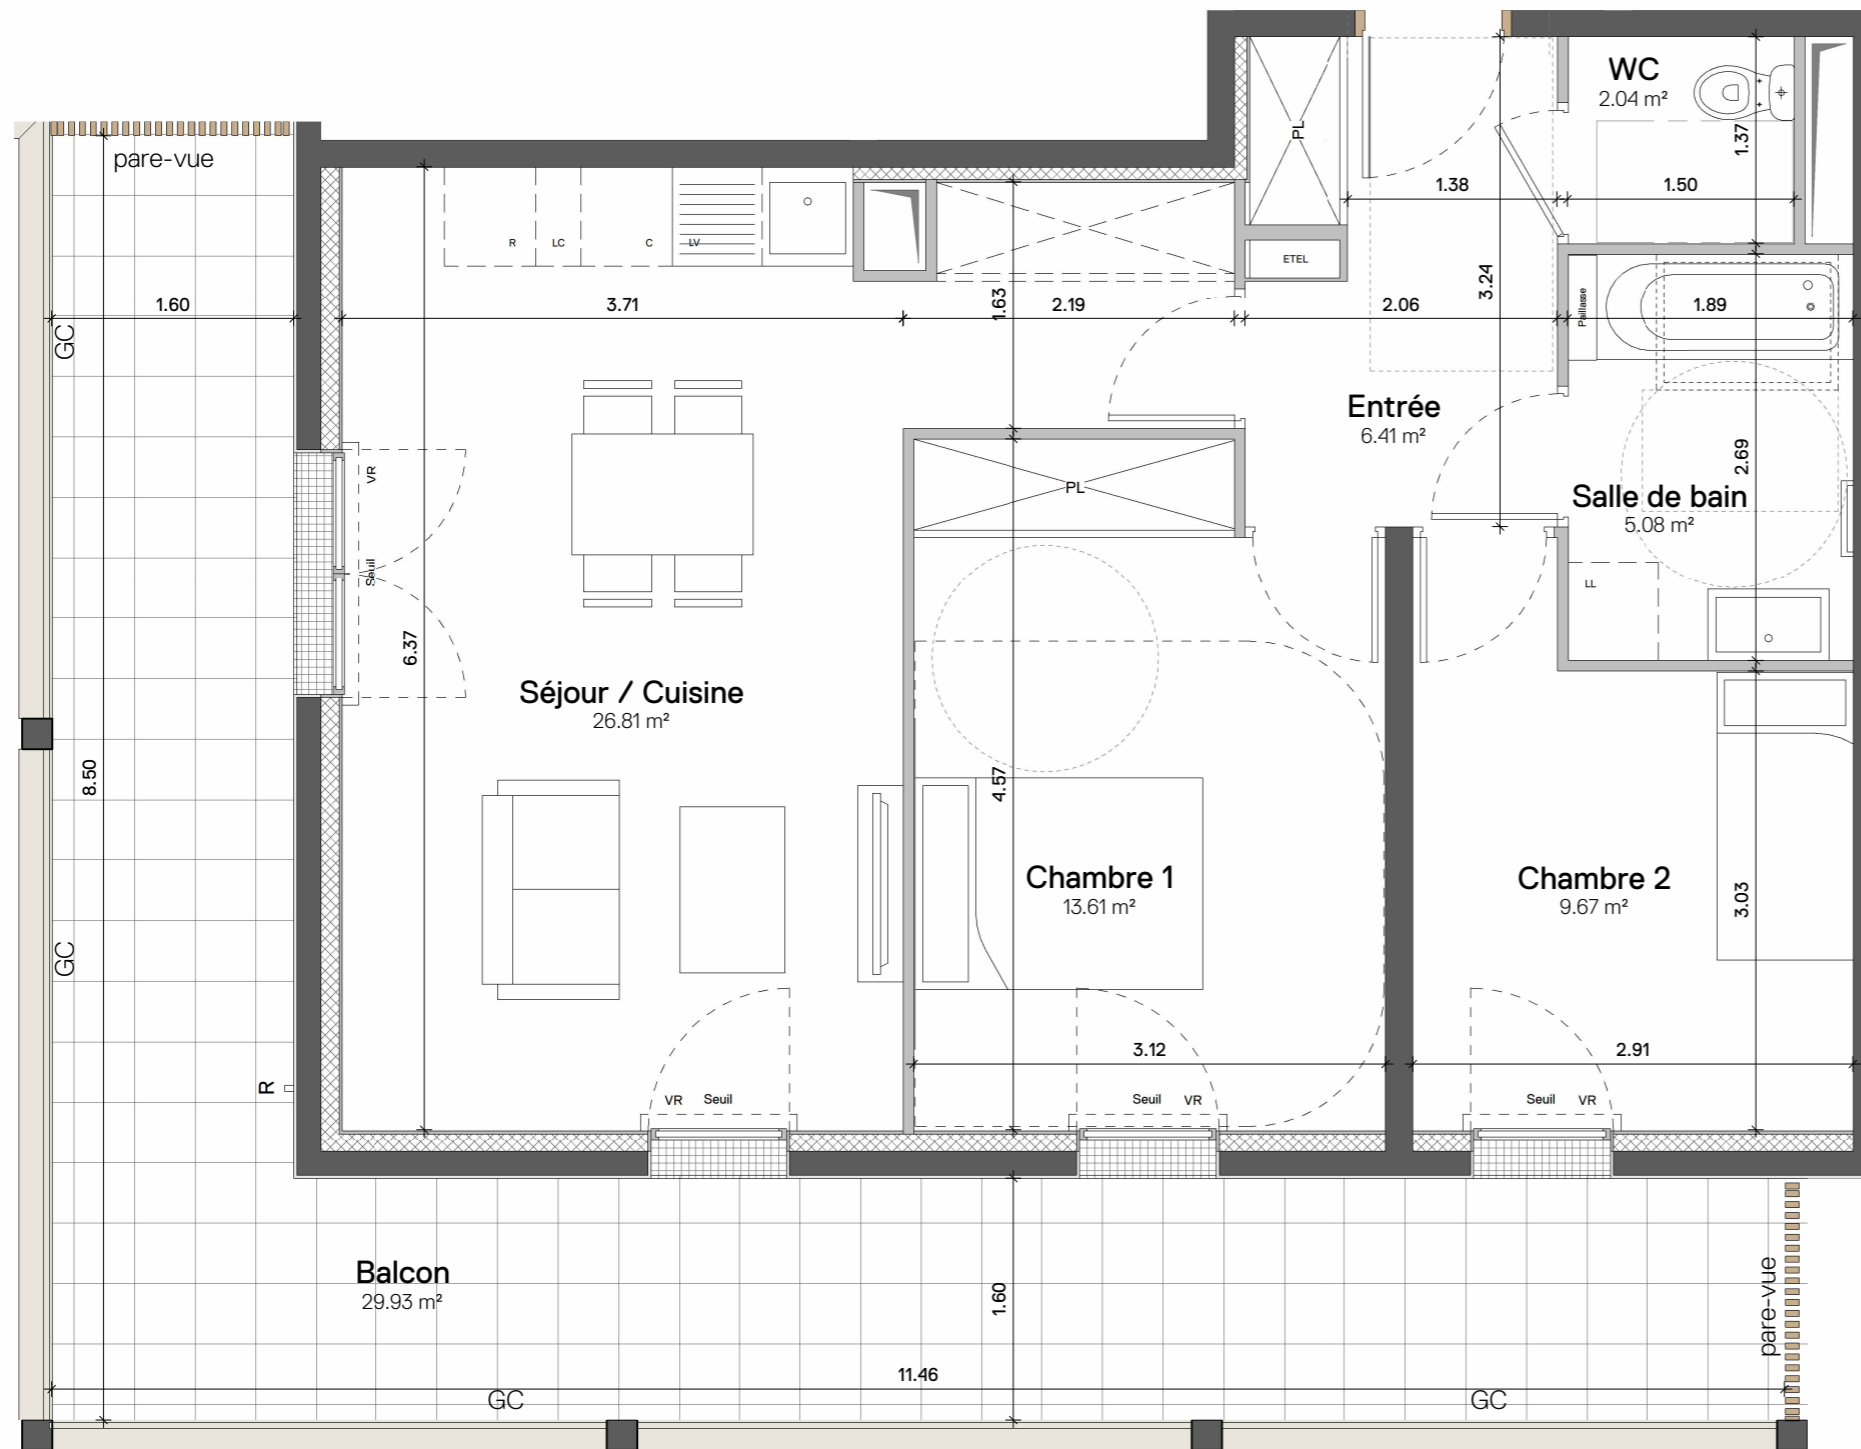 WC
2.04 m²
1.37
PL
pare-vue
1.38
1.50
R
LC
C
LV
ETEL
3.24
1.60
3.71
1.63
2.19
2.06
Paillasse
1.89
GC
Entrée
6.41 m²
2.69
VR
PL
Salle de bain
5.08 m²
Seuil
LL
6.37
Séjour / Cuisine
26.81 m²
8.50
4.57
Chambre 1
13.61 m²
Chambre 2
9.67 m²
3.03
GC
3.12
2.91
R
VR Seuil
Seuil VR
Seuil VR
Balcon
29.93 m²
1.60
pare-vue
11.46
GC
GC